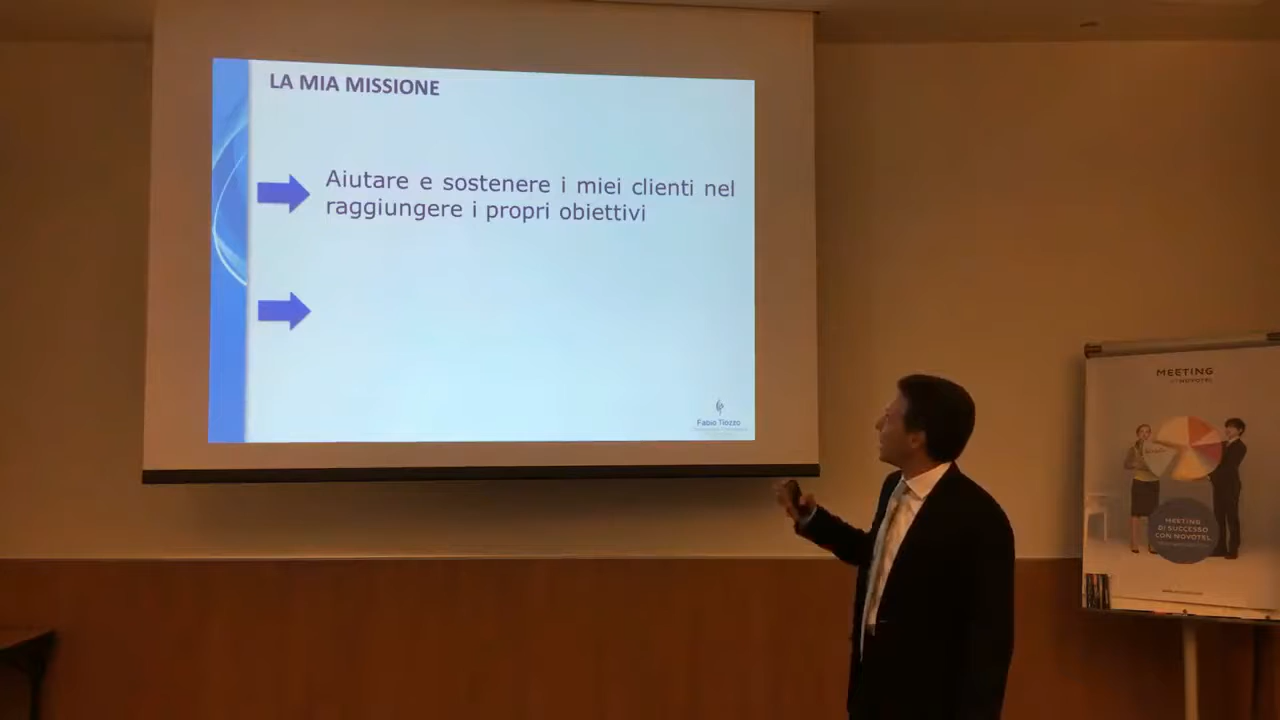 LA MIA MISSIONE
Aiutare e sostenere i miei clienti nel
raggiungere i propri obiettivi
Fabio Tiozzo
MEETING
NOVOTEL
MEETING
DI SUCCESSO
CON NOVOTEL